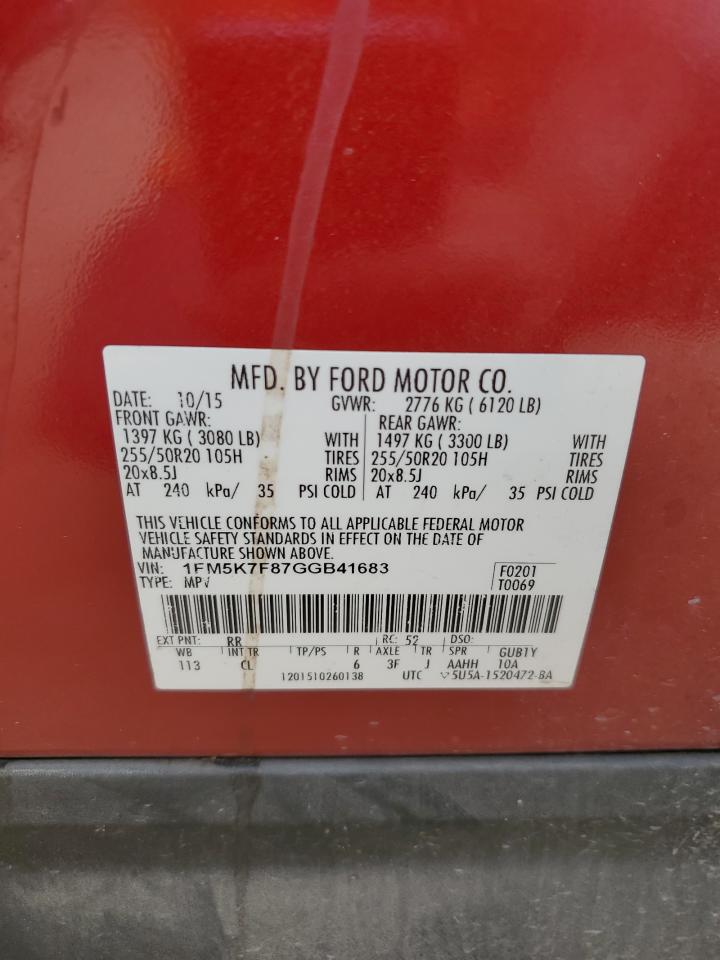 MFD. BY FORD MOTOR CO.
DATE: 10/15 GVWR: 2776 KG ( 6120 LB)
FRONT GAWR: REAR GAWR:
1397 KG ( 3080 LB) WITH 1497 KG ( 3300 LB) WITH
255/50R20 105H TIRES 255/50R20 105H TIRES
20x8.5J RIMS 20x8.5J RIMS
AT 240 kPa/ 35 PSI COLD AT 240 kPa/ 35 PSI COLD
THIS VEHICLE CONFORMS TO ALL APPLICABLE FEDERAL MOTOR
VEHICLE SAFETY STANDARDS IN EFFECT ON THE DATE OF
MANUFACTURE SHOWN ABOVE.
VIN: 1FM5K7F87GGB41683 F0201
TYPE: MPV T0069
EXT PNT: RR RC: 52 DSO:
WB INT TR TP/PS R AXLE TR SPR GUB1Y
113 CL 6 3F J AAHH 10A
1201510260138 UTC 5U5A-1520472-BA